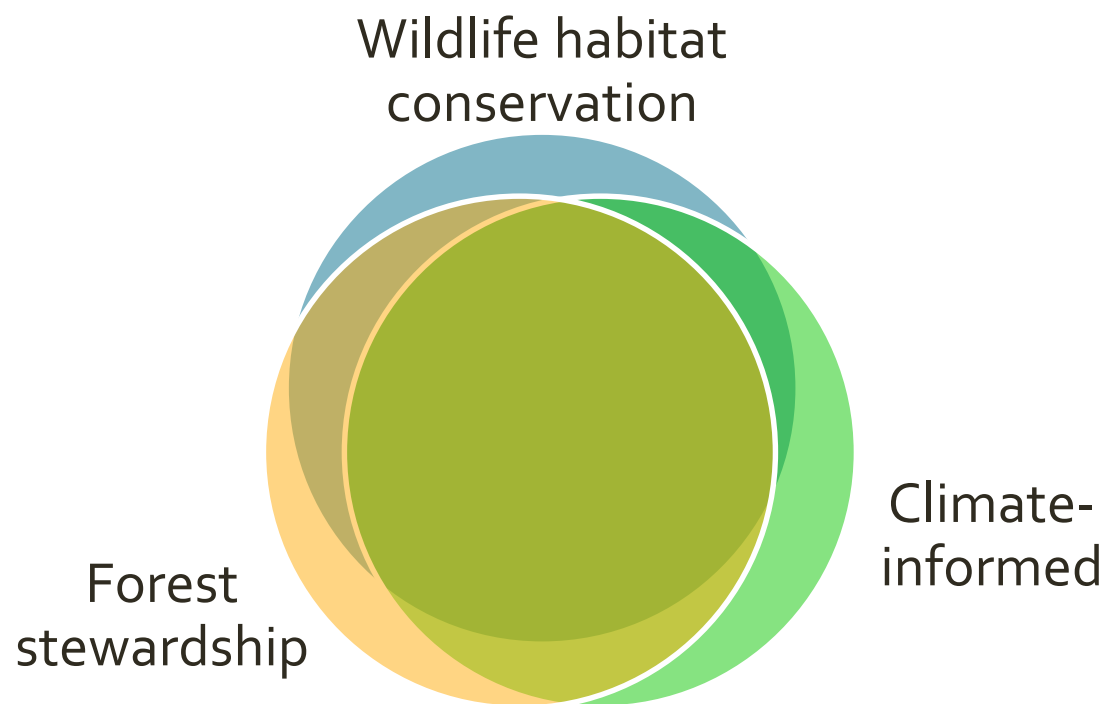 Wildlife habitat
conservation
Climate-
informed
Forest
stewardship